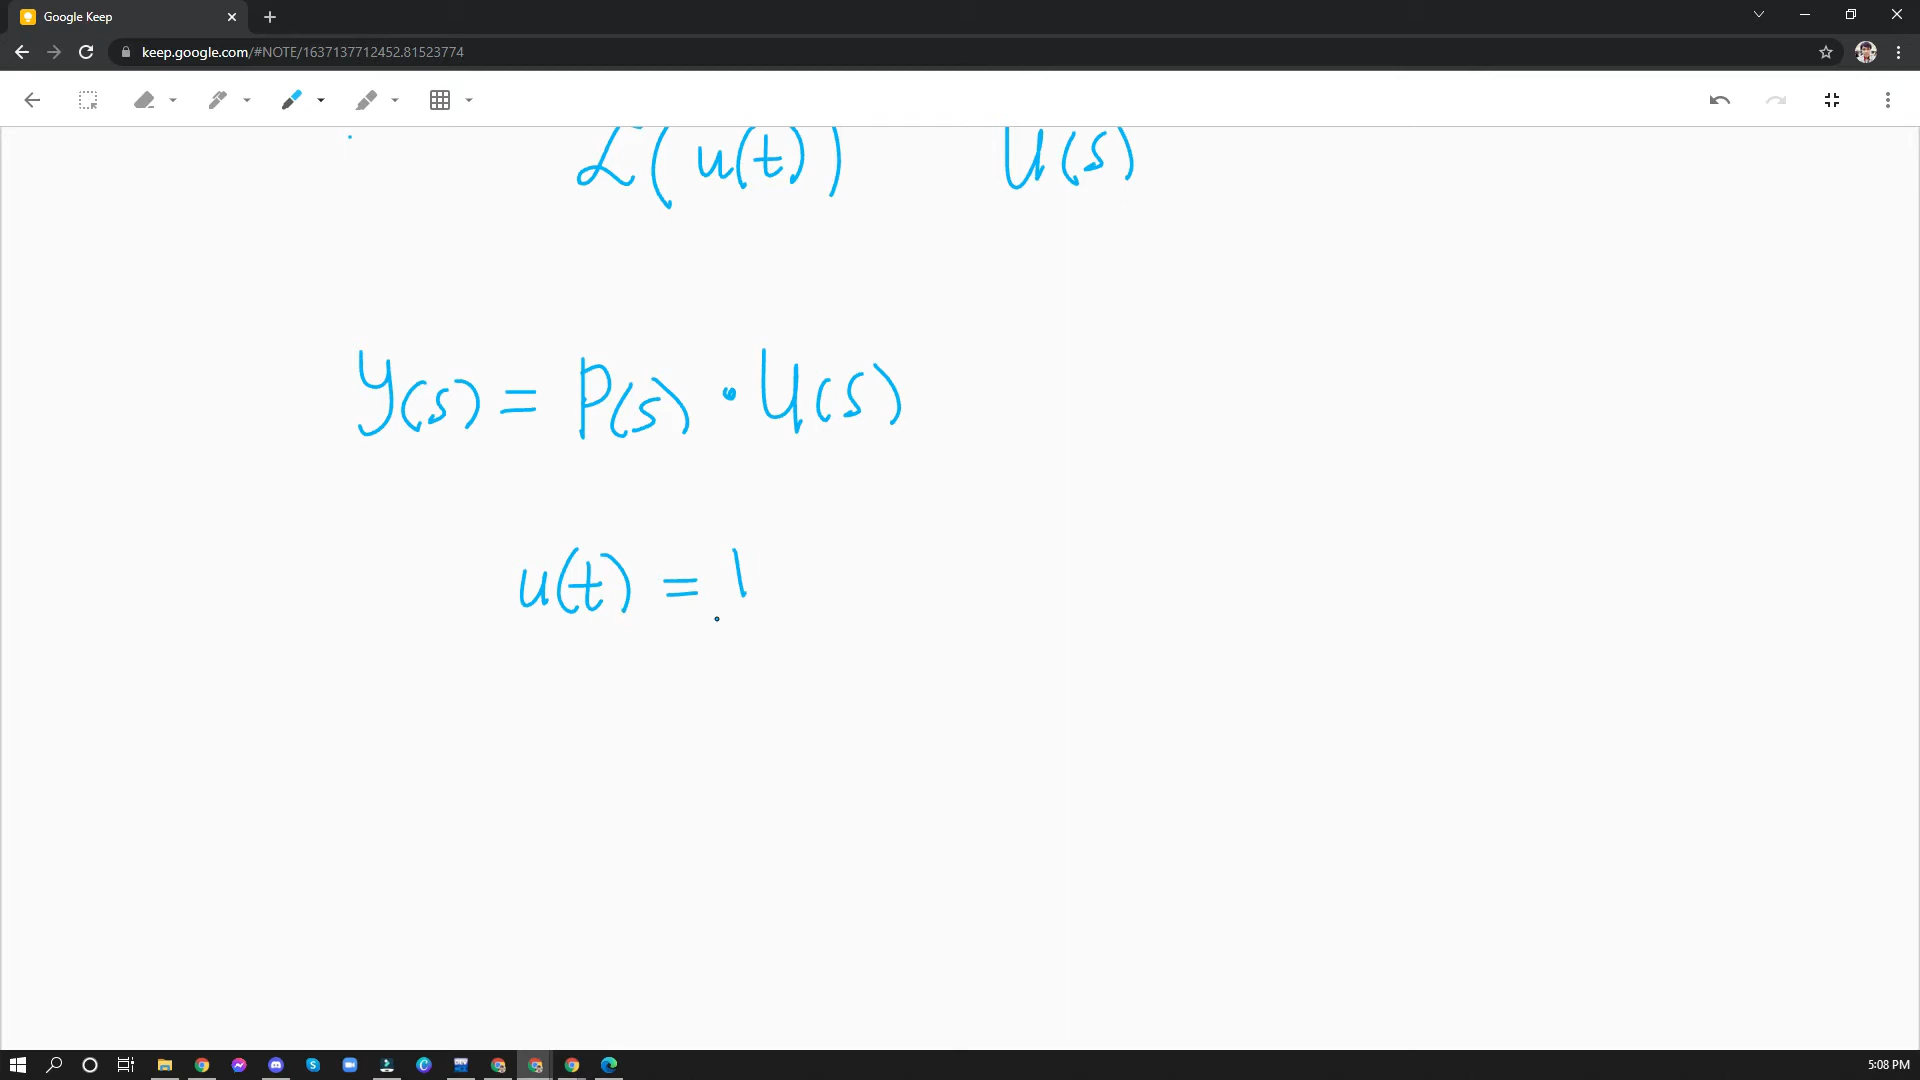 Google Keep
keep.google.com/#NOTE/1637137712452.81523774
ℒ(u(t)) U(s)
Y(s) = P(s) · U(s)
u(t) = 1
5:08 PM